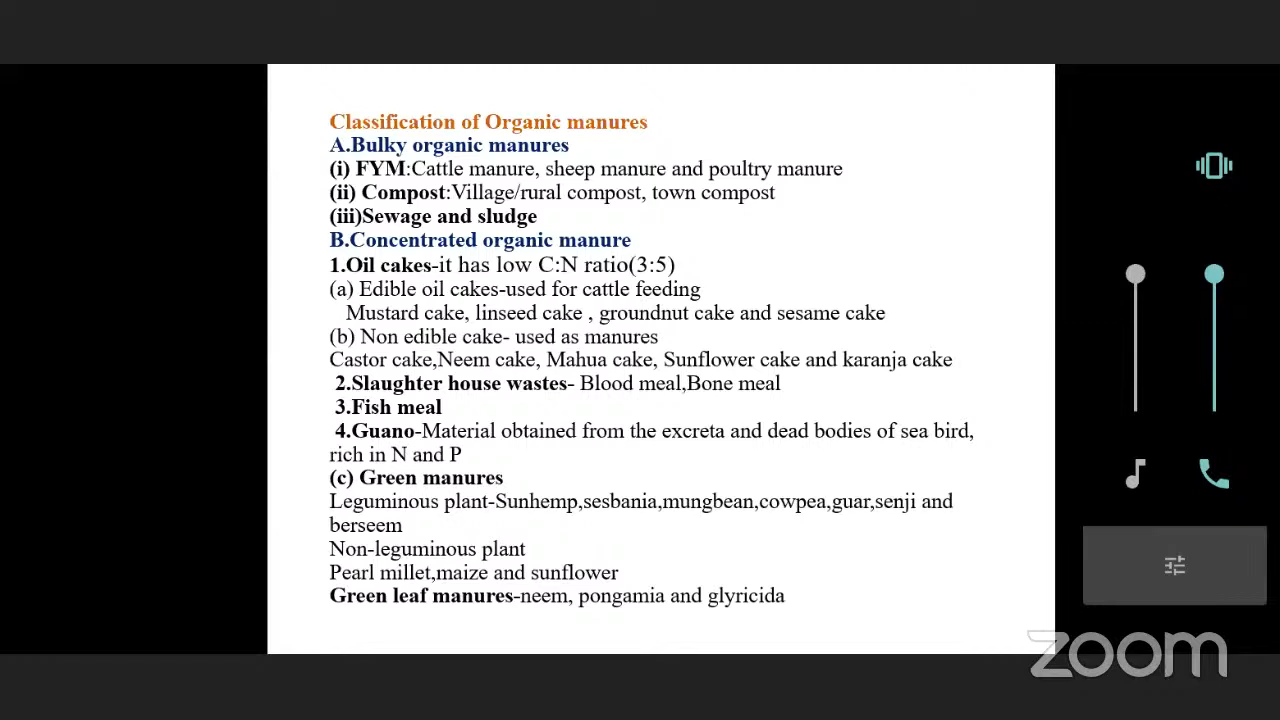 Classification of Organic manures
A.Bulky organic manures
(i) FYM:Cattle manure, sheep manure and poultry manure
(ii) Compost:Village/rural compost, town compost
(iii)Sewage and sludge
B.Concentrated organic manure
1.Oil cakes-it has low C:N ratio(3:5)
(a) Edible oil cakes-used for cattle feeding
Mustard cake, linseed cake , groundnut cake and sesame cake
(b) Non edible cake- used as manures
Castor cake,Neem cake, Mahua cake, Sunflower cake and karanja cake
2.Slaughter house wastes- Blood meal,Bone meal
3.Fish meal
4.Guano-Material obtained from the excreta and dead bodies of sea bird,
rich in N and P
(c) Green manures
Leguminous plant-Sunhemp,sesbania,mungbean,cowpea,guar,senji and
berseem
Non-leguminous plant
Pearl millet,maize and sunflower
Green leaf manures-neem, pongamia and glyricida
zoom